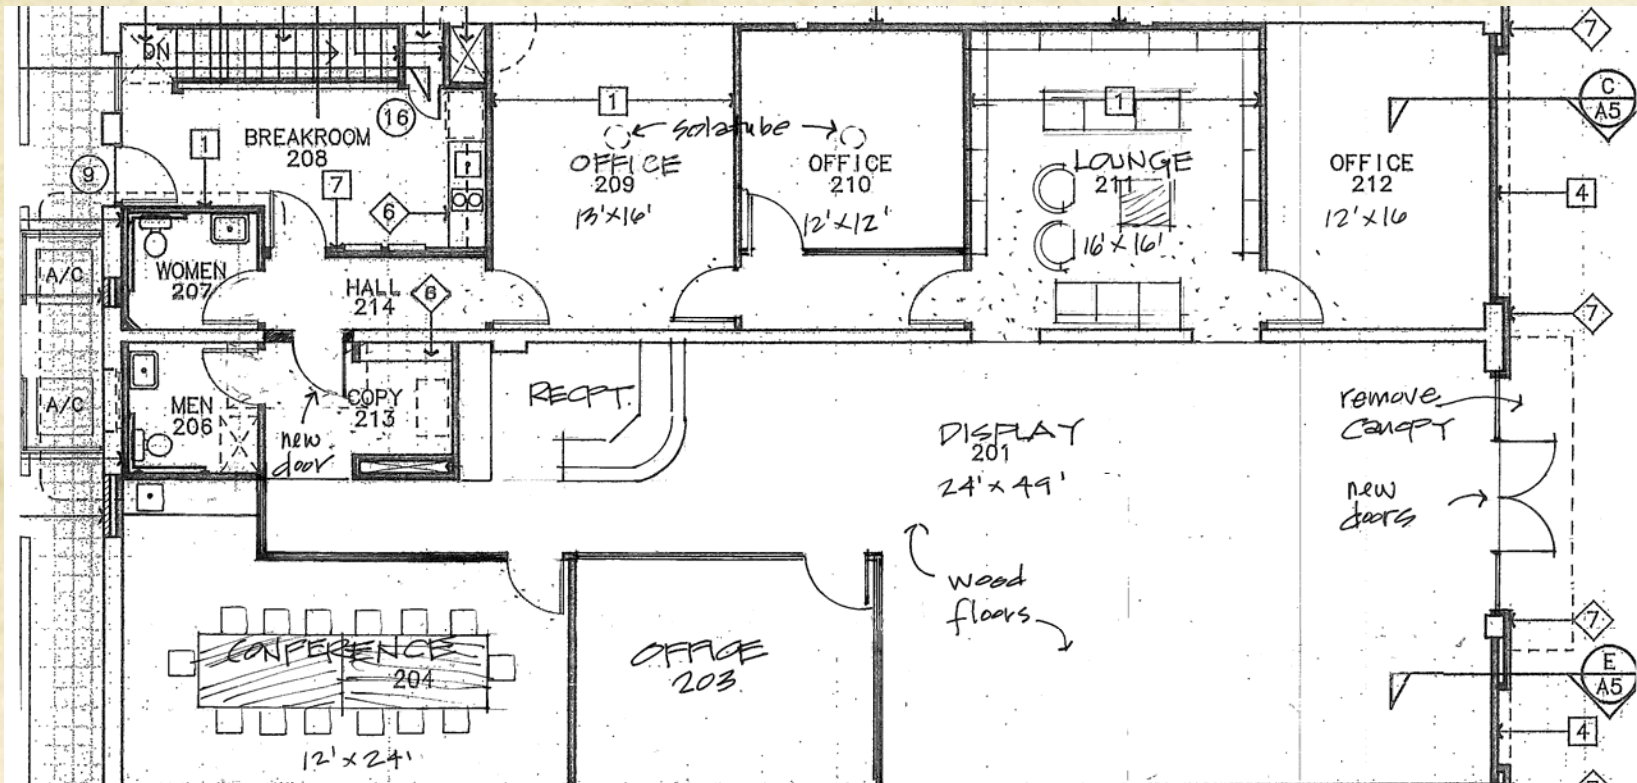 DN
7
C
A5
1
1
16
BREAKROOM
208
1
solatube
OFFICE
209
13'X16'
OFFICE
210
12'X12'
LOUNGE
211
16'X16'
OFFICE
212
12'X16
9
7
6
4
WOMEN
207
A/C
HALL
214
6
7
A/C
MEN
206
COPY
213
new
door
RECPT.
DISPLAY
201
24'X49'
remove
canopy
new
doors
wood
floors
7
CONFERENCE
204
12'X24'
OFFICE
203
E
A5
4